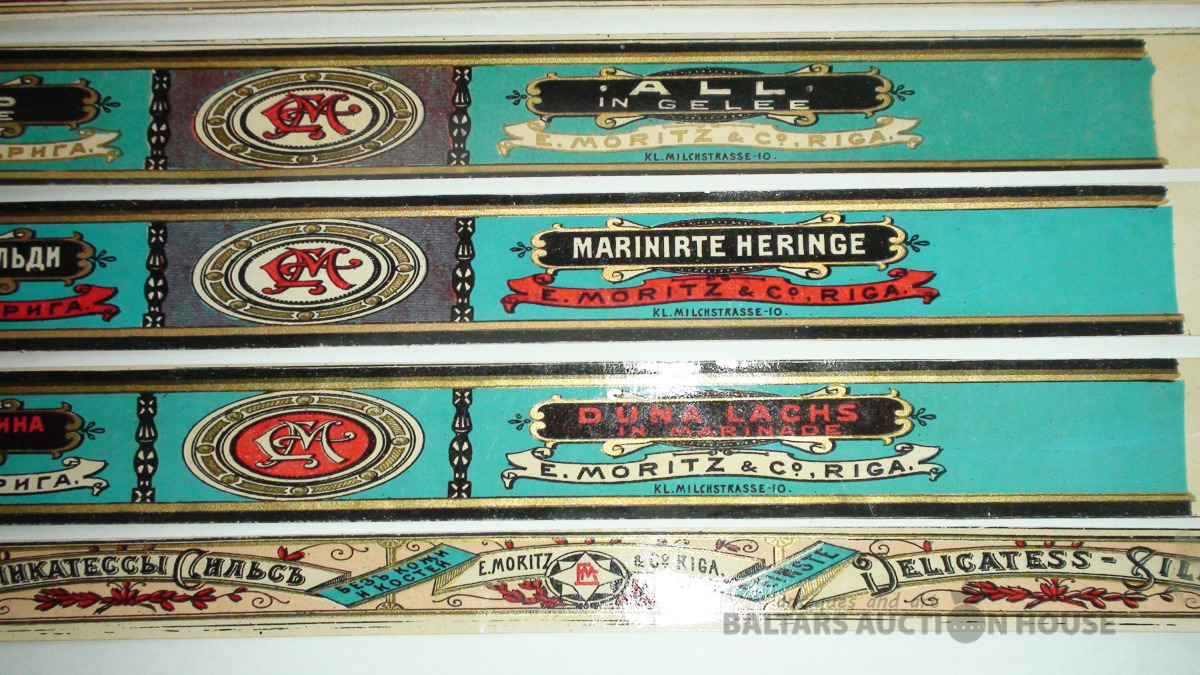 ALL
IN GELEE
РИГА.
E. MORITZ & Cº, RIGA.
KL. MILCHSTRASSE-10.
ЛЬДИ
MARINIRTE HERINGE
РИГА.
E. MORITZ & Cº, RIGA.
KL. MILCHSTRASSE-10.
ИНА
DUNA LACHS
IN MARINADE
РИГА.
E. MORITZ & Cº, RIGA.
KL. MILCHSTRASSE-10.
ИНКАТЕССЫ СИЛЬСЪ
БЕЗЪ КОЖИ
И КОСТЕЙ
E. MORITZ & Cº RIGA.
DELICATESS-SIL
BALTARS AUCTION HOUSE